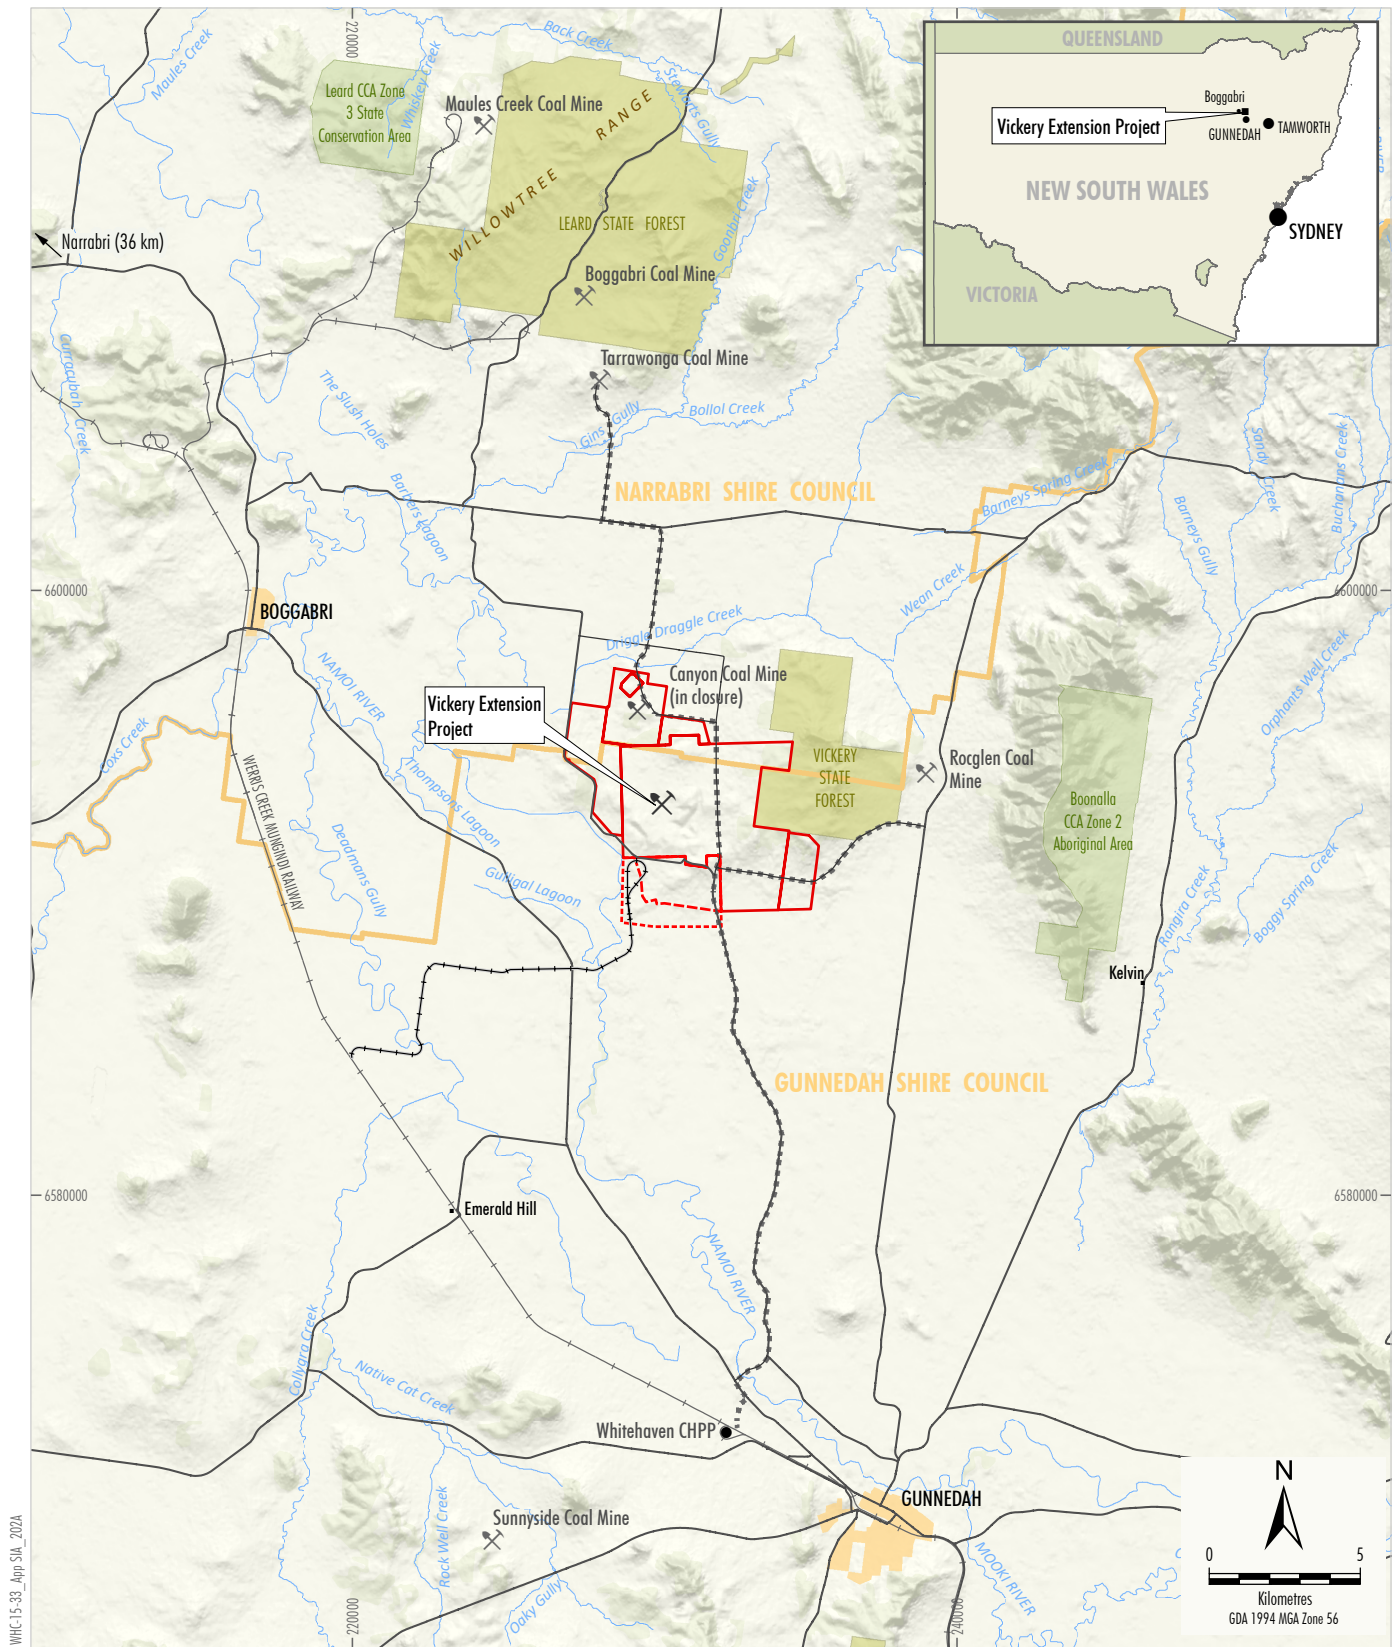 220000
Back Creek
Maules Creek
Whiskey Creek
Stewarts Gully
Leard CCA Zone
3 State
Conservation Area
Maules Creek Coal Mine
WILLOWTREE RANGE
LEARD STATE FOREST
Goonbri Creek
Narrabri (36 km)
Boggabri Coal Mine
QUEENSLAND
Boggabri
Vickery Extension Project
GUNNEDAH
TAMWORTH
NEW SOUTH WALES
SYDNEY
VICTORIA
Tarrawonga Coal Mine
Curracubah Creek
The Slush Holes
Gins Gully
Bollol Creek
Barbers Lagoon
NARRABRI SHIRE COUNCIL
Barneys Spring Creek
Sandy Creek
Buchanans Creek
Barneys Gully
6600000
6600000
BOGGABRI
Wean Creek
Driggle Draggle Creek
NAMOI RIVER
Canyon Coal Mine
(in closure)
Orphants Well Creek
Vickery Extension
Project
Coxs Creek
WERRIS CREEK MUNGINDI RAILWAY
Thompsons Lagoon
VICKERY
STATE
FOREST
Rocglen Coal
Mine
Boonalla
CCA Zone 2
Aboriginal Area
Deadmans Gully
Gulligal Lagoon
Rangira Creek
Boggy Spring Creek
Kelvin
GUNNEDAH SHIRE COUNCIL
6580000
6580000
Emerald Hill
NAMOI RIVER
Collygra Creek
Native Cat Creek
Whitehaven CHPP
GUNNEDAH
Sunnyside Coal Mine
Rock Well Creek
Oaky Gully
MOOKI RIVER
N
0 5
Kilometres
GDA 1994 MGA Zone 56
220000
240000
WHC-15-33_App SIA_202A